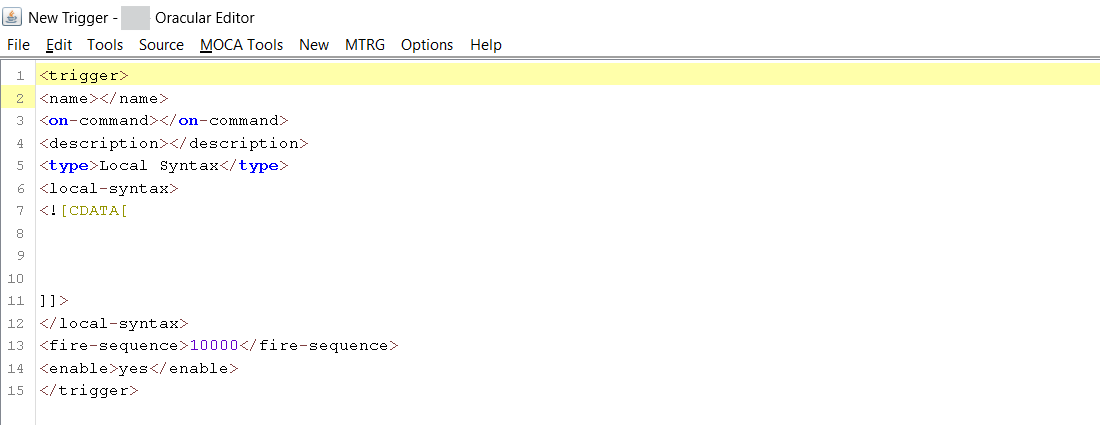 New Trigger - Oracular Editor
File Edit Tools Source MOCA Tools New MTRG Options Help
1 <trigger>
2 <name></name>
3 <on-command></on-command>
4 <description></description>
5 <type>Local Syntax</type>
6 <local-syntax>
7 <![CDATA[
8
9
10
11 ]]>
12 </local-syntax>
13 <fire-sequence>10000</fire-sequence>
14 <enable>yes</enable>
15 </trigger>